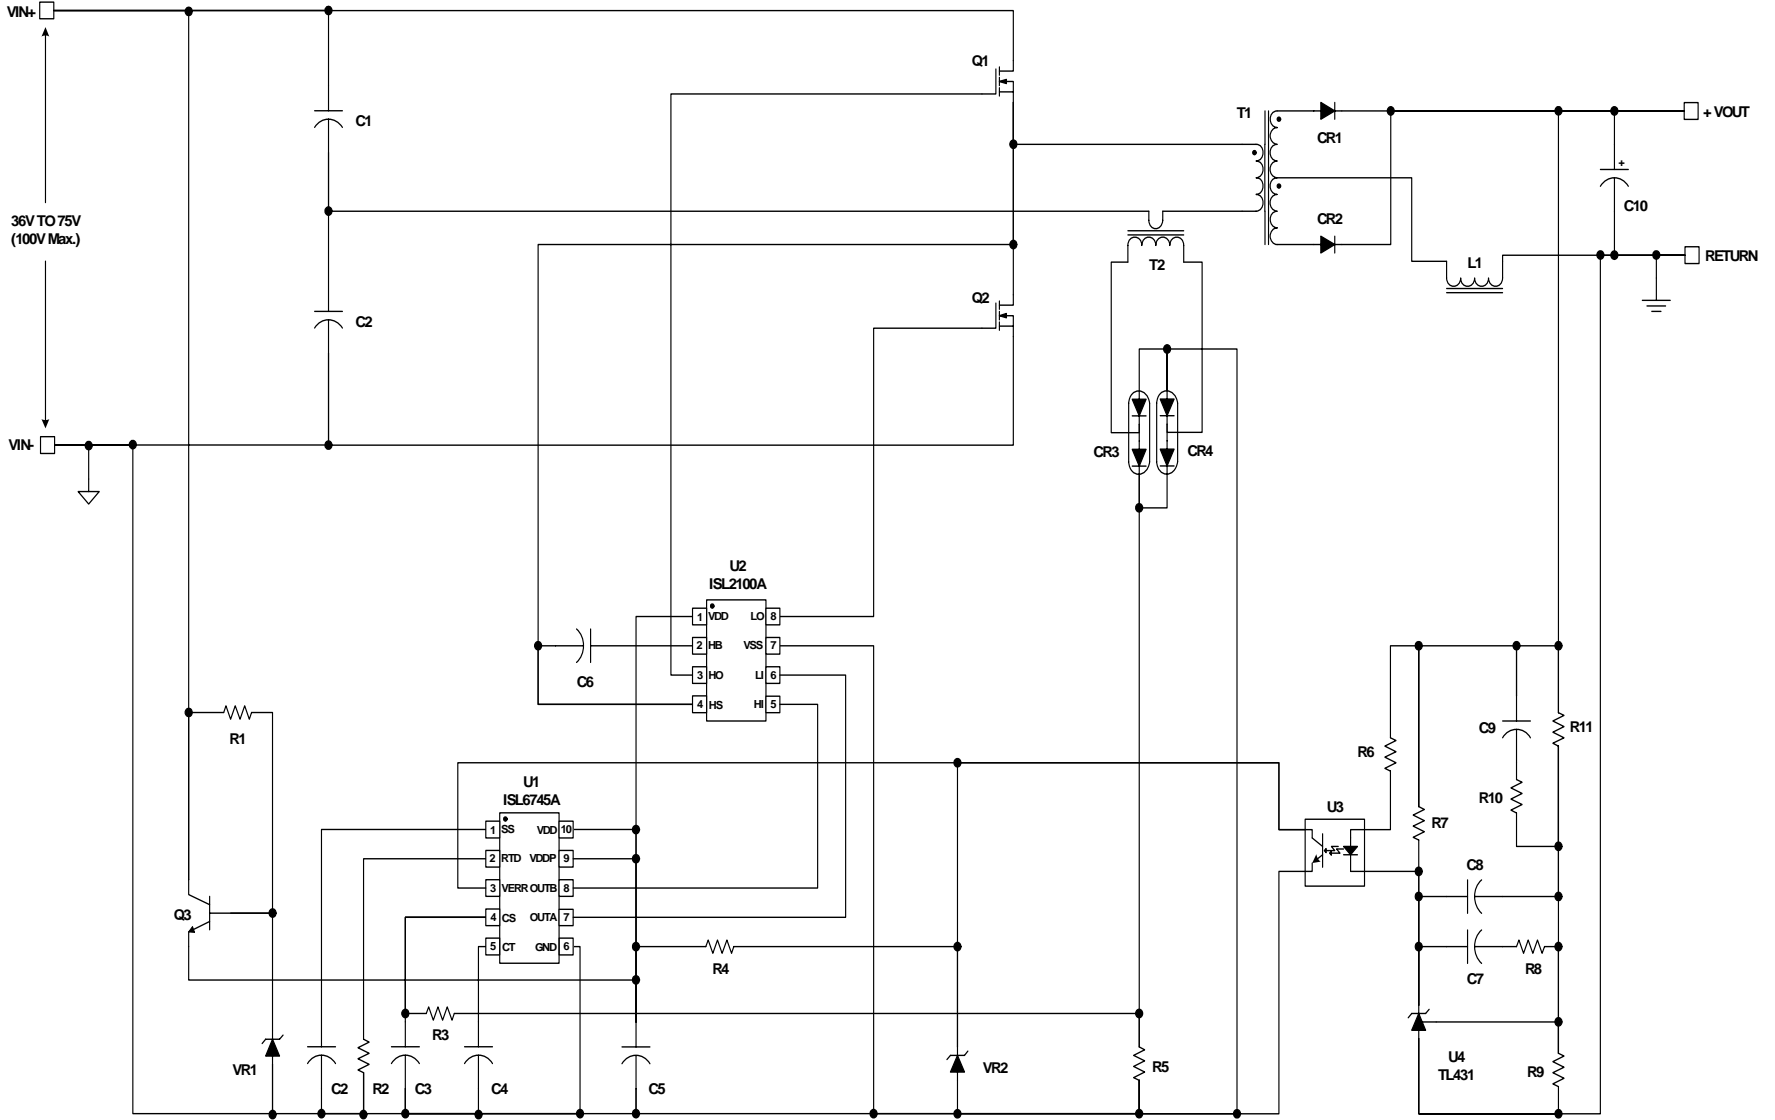 VIN+
Q1
C1
T1
CR1
+ VOUT
+
C10
36V TO 75V
(100V Max.)
CR2
T2
L1
RETURN
Q2
C2
VIN-
CR3
CR4
U2
ISL2100A
1 VDD LO 8
2 HB VSS 7
3 HO LI 6
4 HS HI 5
C6
R1
C9
R11
R6
U1
ISL6745A
1 SS VDD 10
2 RTD VDDP 9
3 VERR OUTB 8
4 CS OUTA 7
5 CT GND 6
R10
U3
R7
C8
Q3
R4
C7
R8
R3
VR1
C2
R2
C3
C4
C5
VR2
R5
U4
TL431
R9